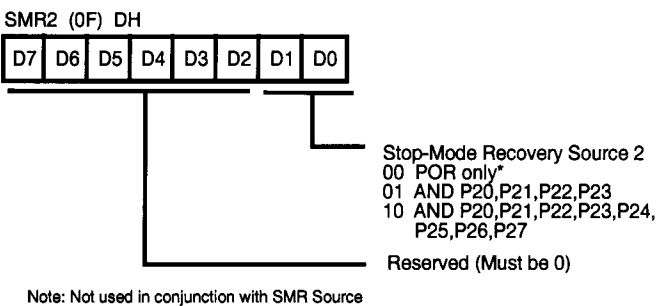 SMR2 (0F) DH
D7 D6 D5 D4 D3 D2 D1 D0
Stop-Mode Recovery Source 2
00 POR only*
01 AND P20,P21,P22,P23
10 AND P20,P21,P22,P23,P24,
P25,P26,P27
Reserved (Must be 0)
Note: Not used in conjunction with SMR Source